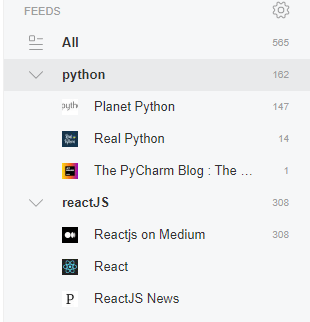 FEEDS
All 565
python 162
Planet Python 147
Real Python 14
The PyCharm Blog : The ... 1
reactJS 308
Reactjs on Medium 308
React
P ReactJS News